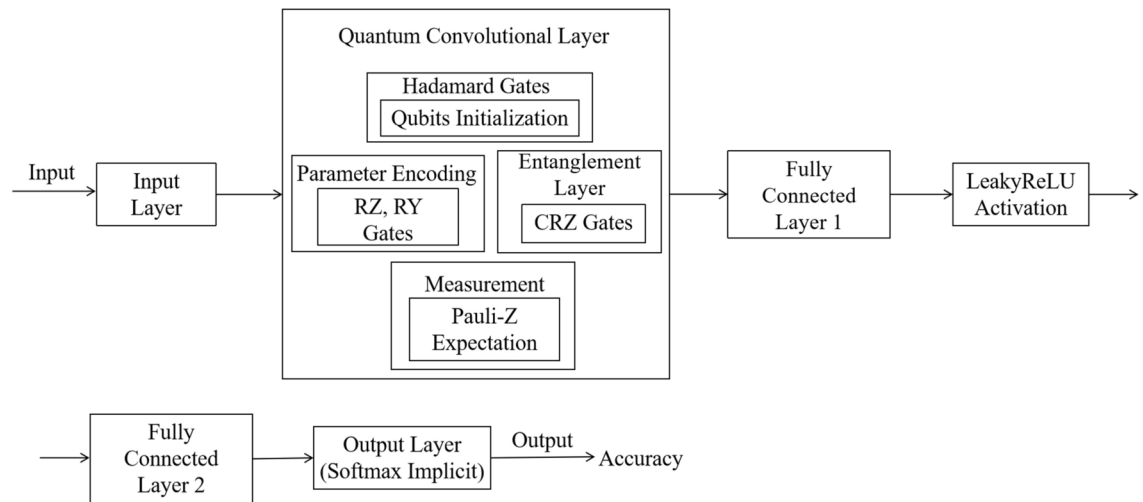 Quantum Convolutional Layer
Hadamard Gates
Qubits Initialization
Input
Input
Layer
Parameter Encoding
RZ, RY
Gates
Entanglement
Layer
CRZ Gates
Measurement
Pauli-Z
Expectation
Fully
Connected
Layer 1
LeakyReLU
Activation
Fully
Connected
Layer 2
Output Layer
(Softmax Implicit)
Output
Accuracy